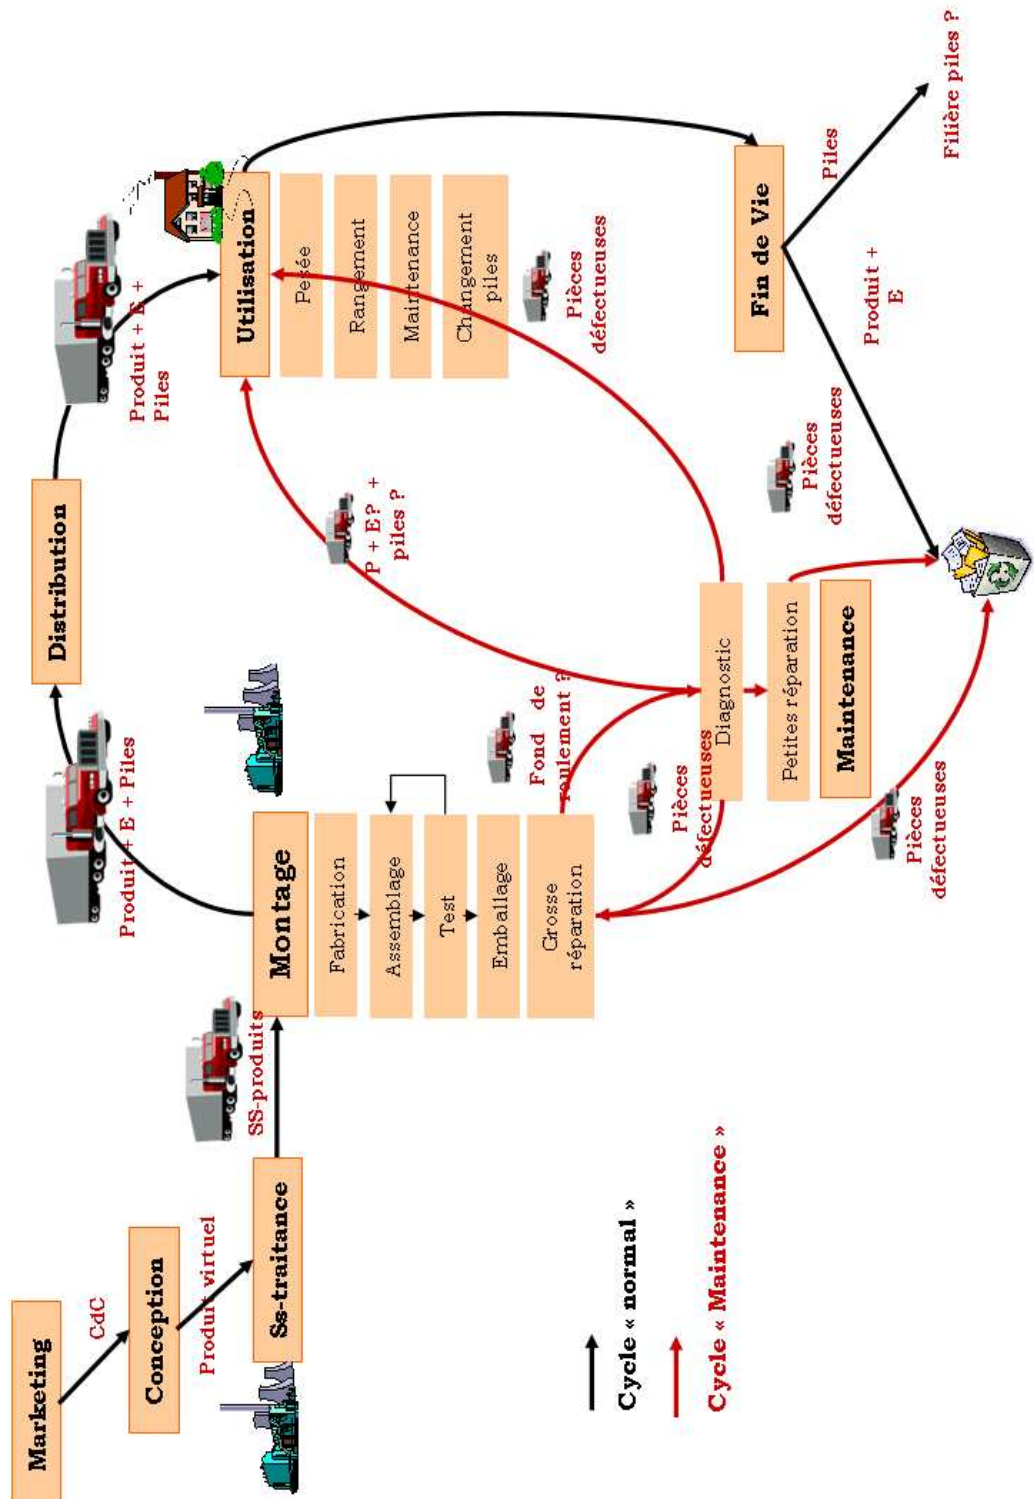 Marketing
CdC
Conception
Produit virtuel
Ss-traitance
SS-produits
Montage
Fabrication
Assemblage
Test
Emballage
Grosse
réparation
Produit + E + Piles
Distribution
Produit + E +
Piles
Utilisation
Pesée
Rangement
Maintenance
Changement
piles
P + E? +
piles ?
Fond de
roulement ?
Pièces
défectueuses
Diagnostic
Petites réparation
Maintenance
Pièces
défectueuses
Pièces
défectueuses
Pièces
défectueuses
Fin de Vie
Piles
Filière piles ?
Produit +
E
Cycle « normal »
Cycle « Maintenance »